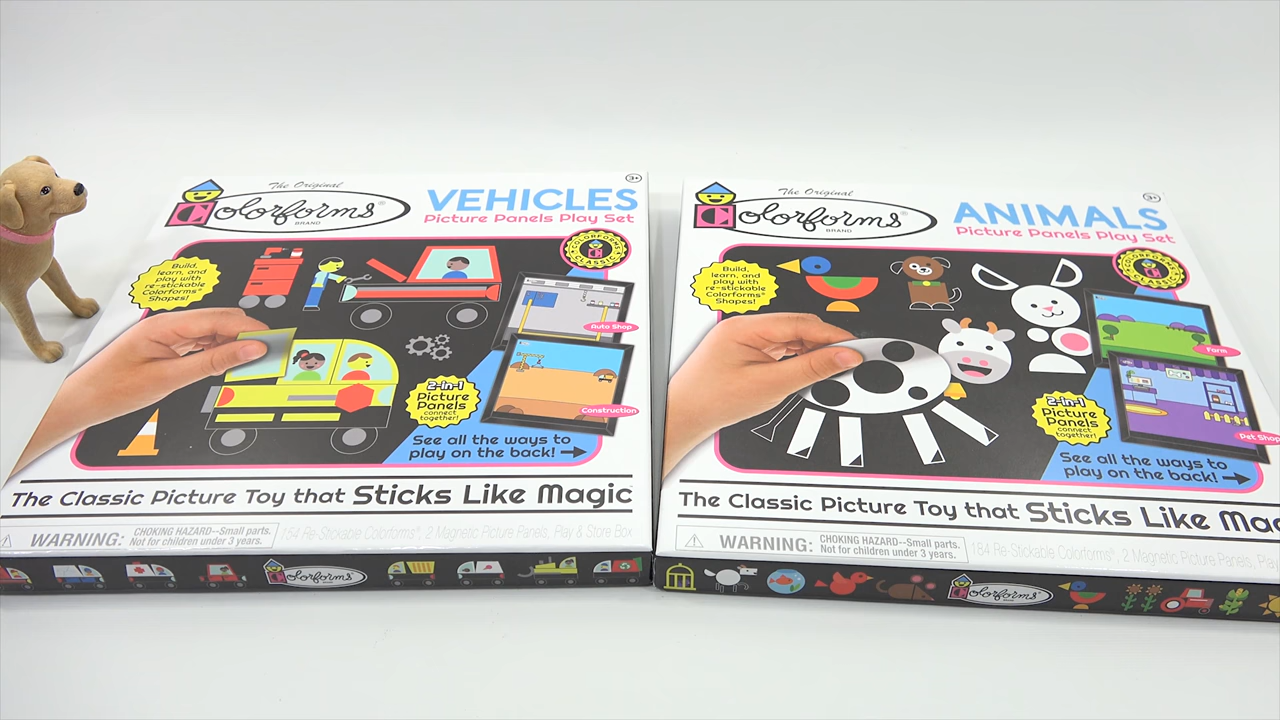 The Original
Colorforms®
BRAND
VEHICLES
Picture Panels Play Set
3+
COLORFORMS
CLASSIC
Build,
learn, and
play with
re-stickable
Colorforms®
Shapes!
Auto Shop
2-in-1
Picture
Panels
connect
together!
Construction
See all the ways to
play on the back!
The Classic Picture Toy that Sticks Like Magic
WARNING: CHOKING HAZARD--Small parts.
Not for children under 3 years.
154 Re-Stickable Colorforms®, 2 Magnetic Picture Panels, Play & Store Box
Colorforms
The Original
Colorforms®
BRAND
ANIMALS
Picture Panels Play Set
3+
COLORFORMS
CLASSIC
Build,
learn, and
play with
re-stickable
Colorforms®
Shapes!
Farm
2-in-1
Picture
Panels
connect
together!
Pet Shop
See all the ways to
play on the back!
The Classic Picture Toy that Sticks Like Mag
WARNING: CHOKING HAZARD--Small parts.
Not for children under 3 years.
184 Re-Stickable Colorforms®, 2 Magnetic Picture Panels, Pla
Colorforms